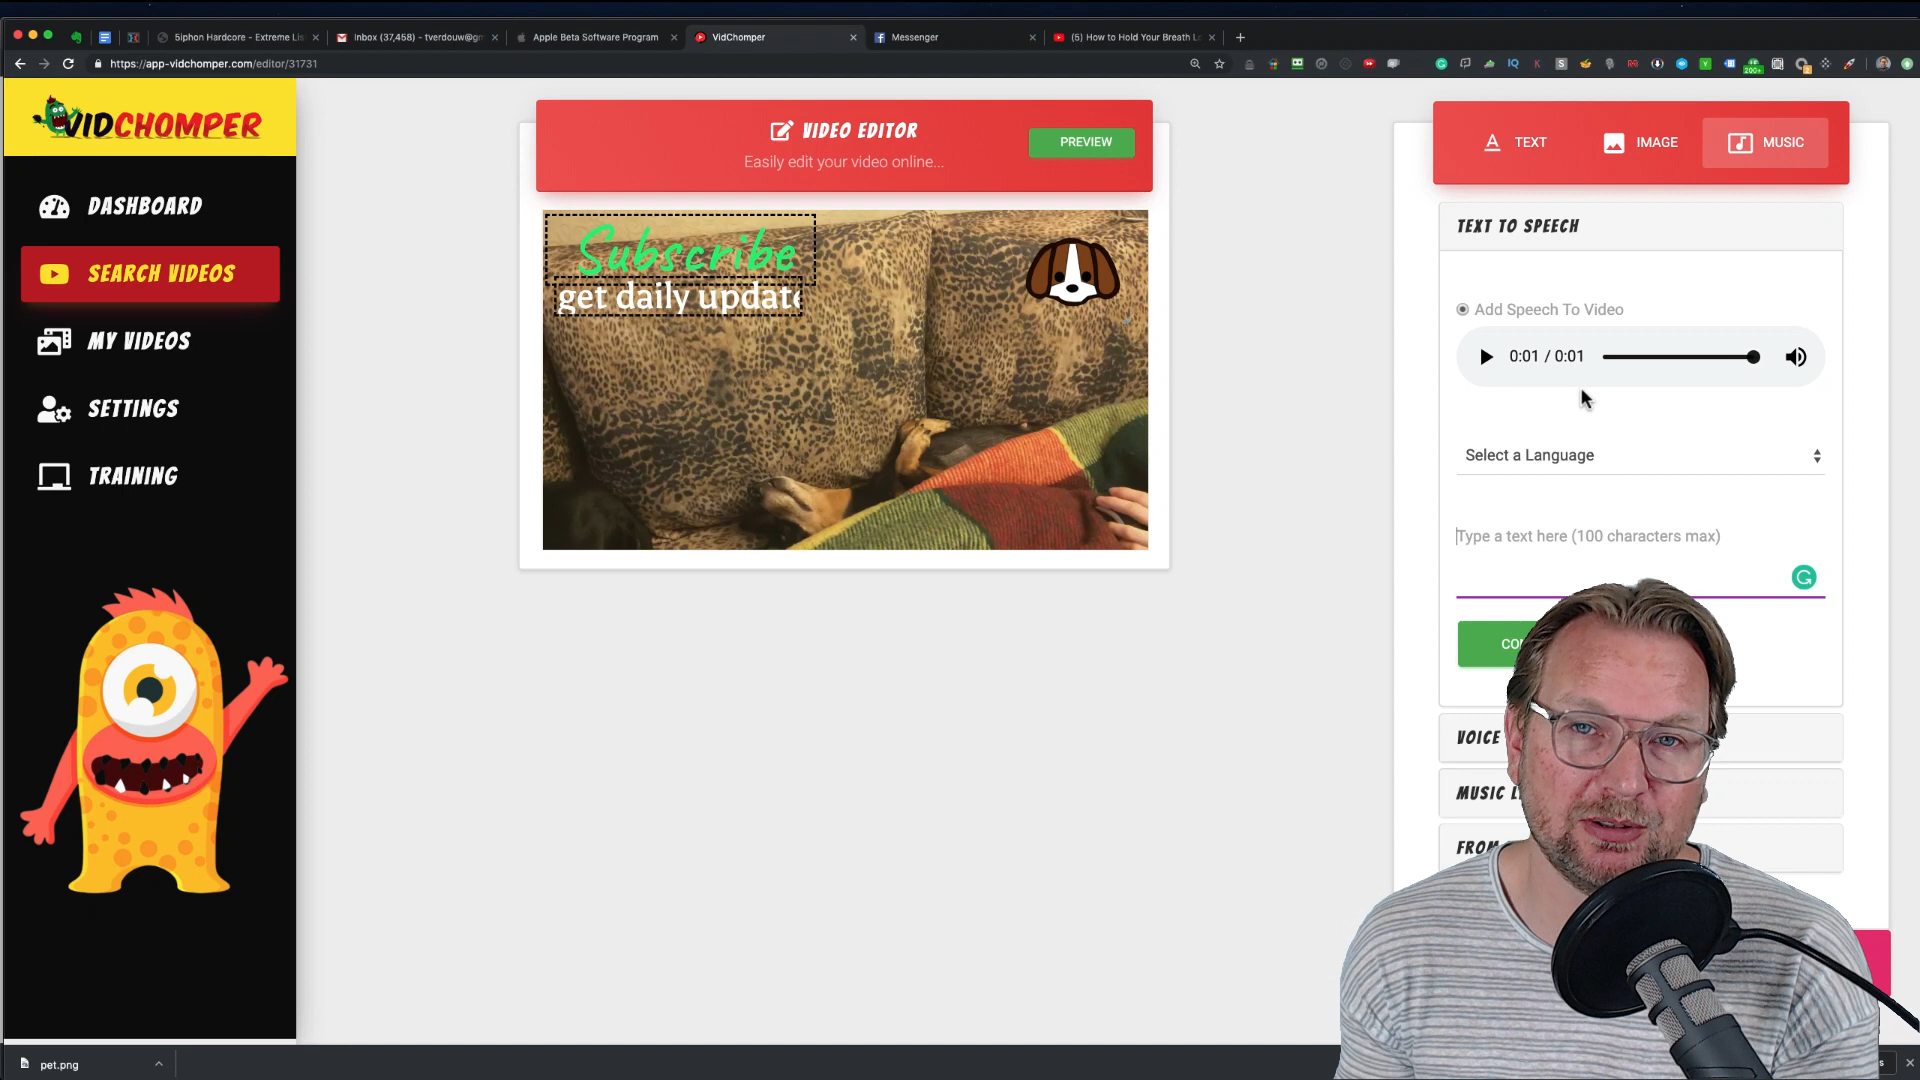 5iphon Hardcore - Extreme Lis
Inbox (37,458) - tverdouw@gm
Apple Beta Software Program
VidChomper
Messenger
(5) How to Hold Your Breath L
https://app-vidchomper.com/editor/31731
VIDCHOMPER
DASHBOARD
SEARCH VIDEOS
MY VIDEOS
SETTINGS
TRAINING
VIDEO EDITOR
Easily edit your video online...
PREVIEW
Subscribe
get daily update
TEXT
IMAGE
MUSIC
TEXT TO SPEECH
Add Speech To Video
0:01 / 0:01
Select a Language
Type a text here (100 characters max)
CO
VOICE
MUSIC L
FROM
pet.png